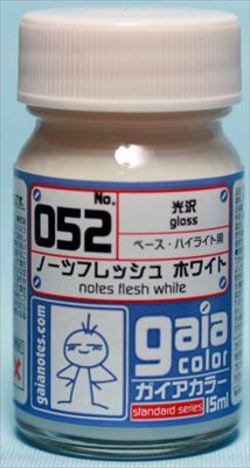 No.
052
光沢
gloss
ベース・ハイライト用
ノーツフレッシュ ホワイト
notes flesh white
gaianotes.com
gaia
color
ガイアカラー
standard series
15ml